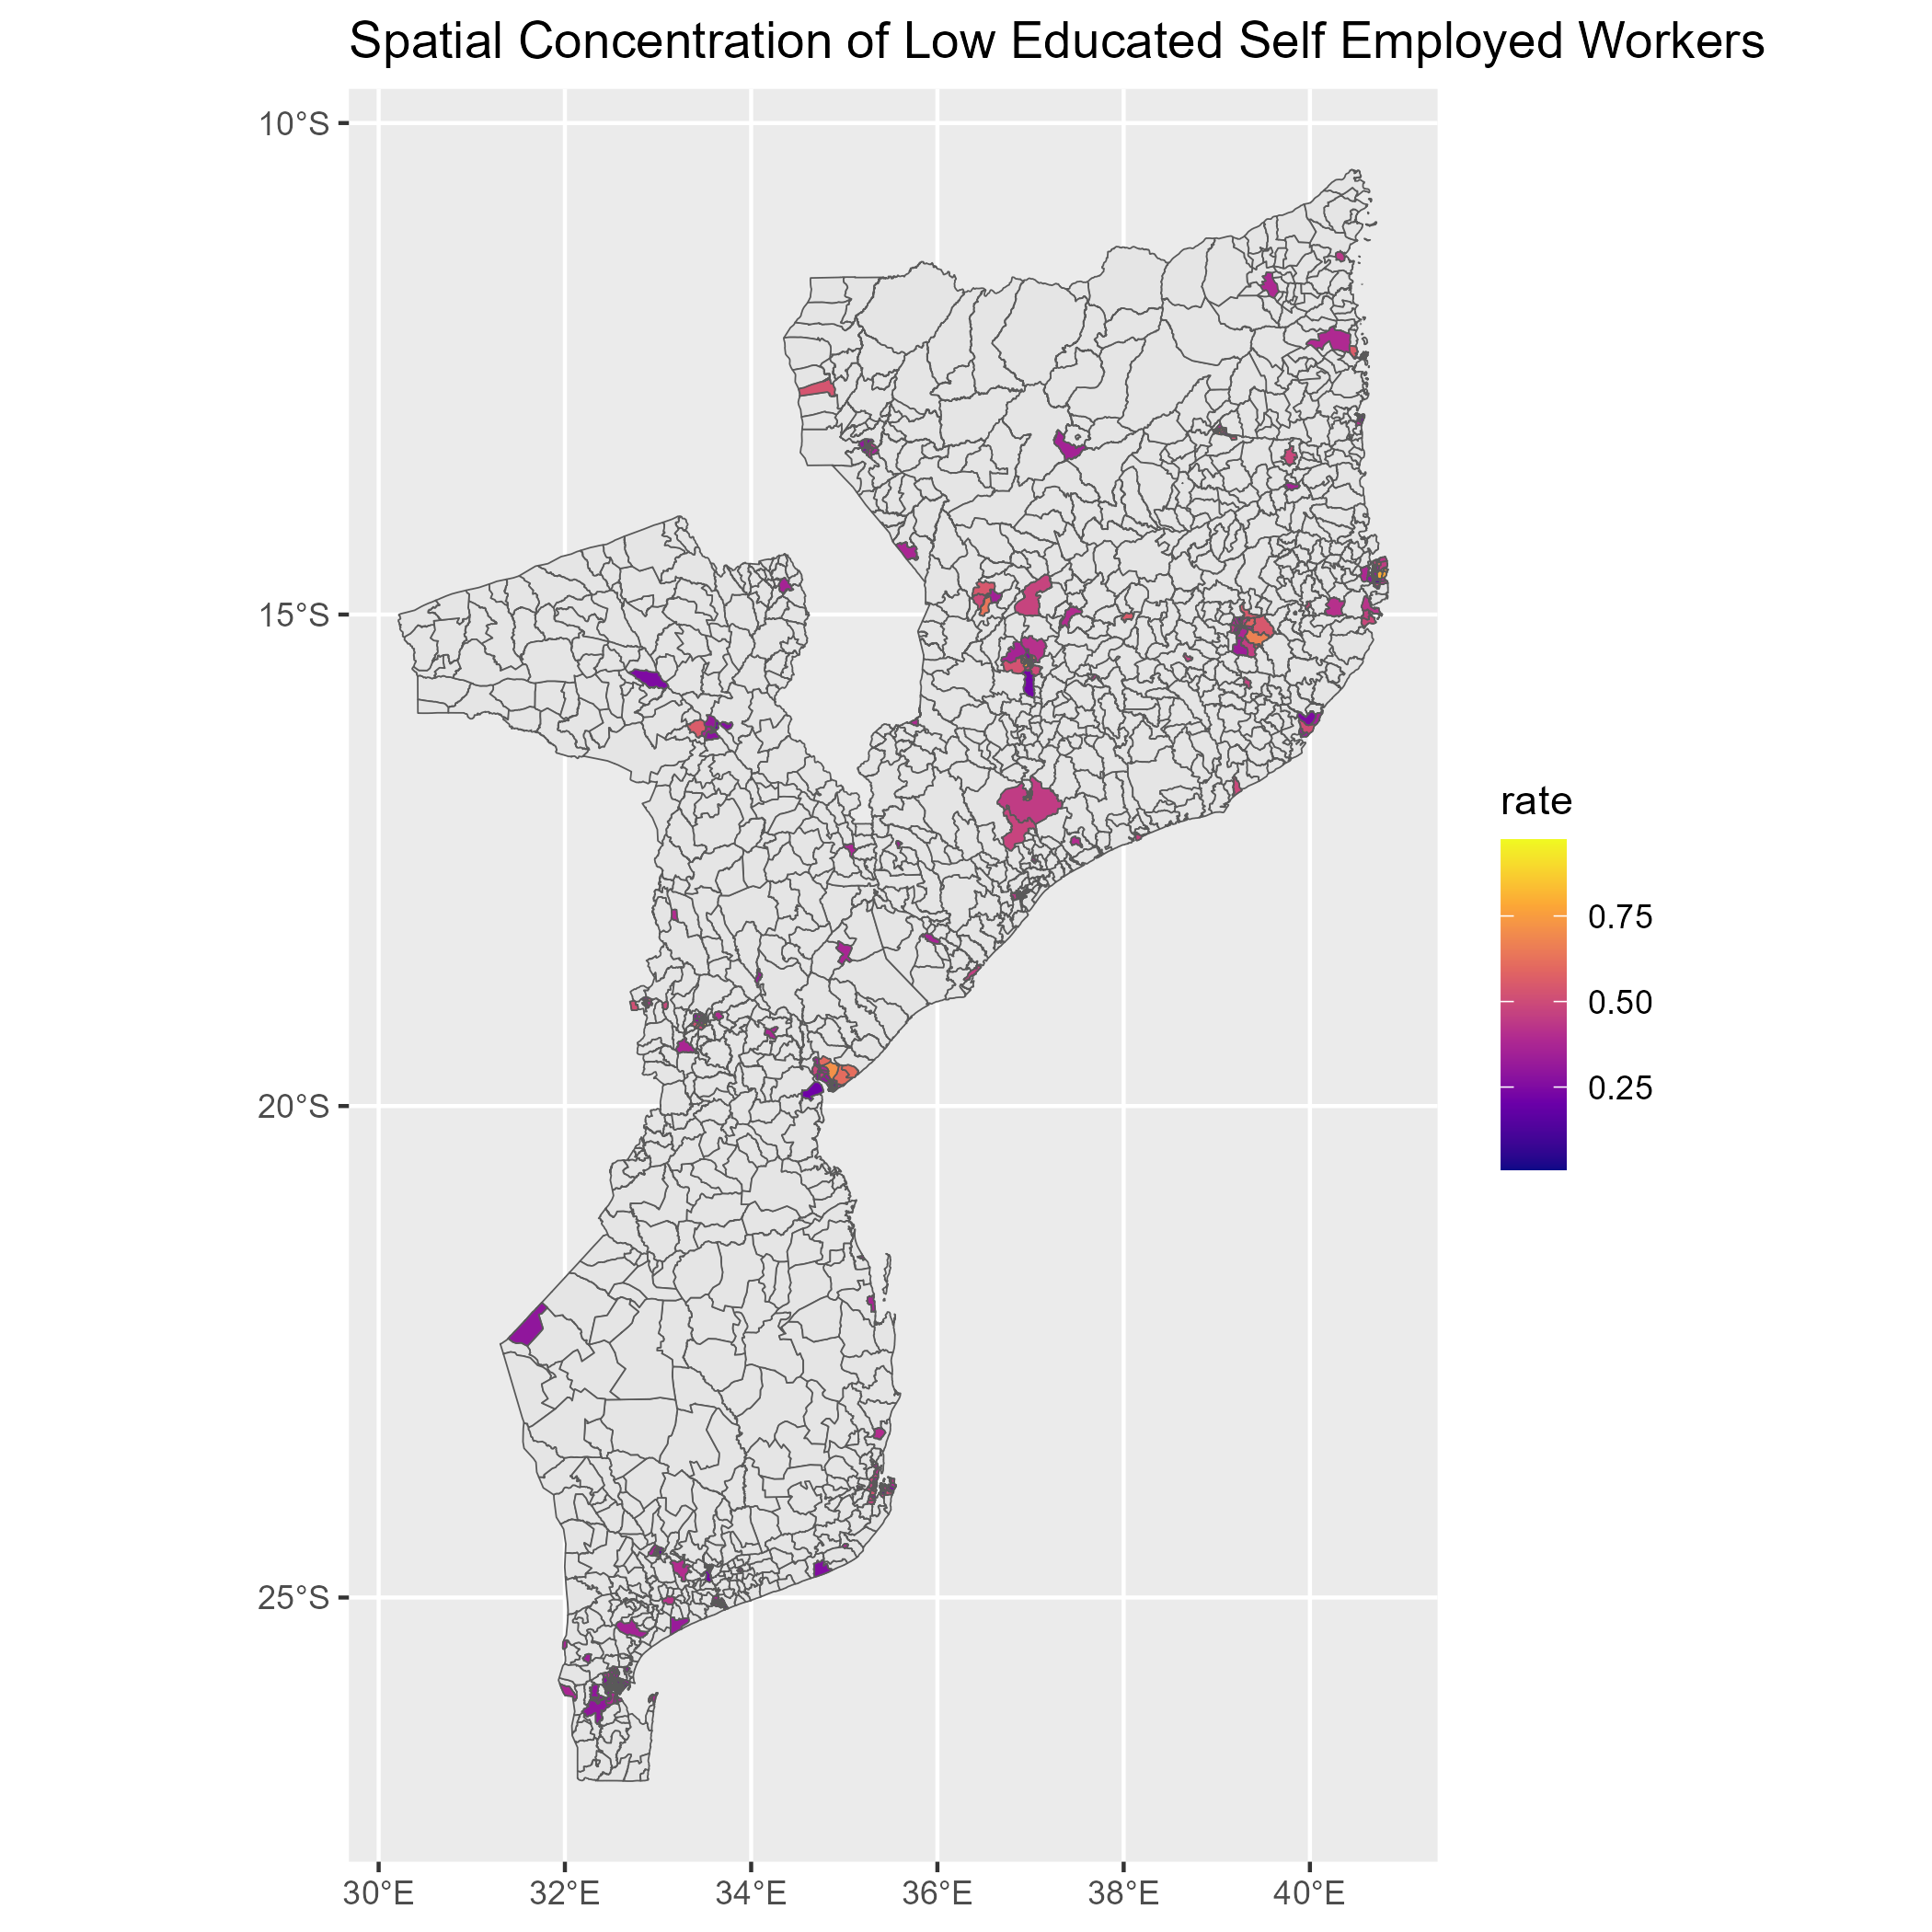 Spatial Concentration of Low Educated Self Employed Workers
10°S
15°S
20°S
25°S
30°E 32°E 34°E 36°E 38°E 40°E
rate
0.75
0.50
0.25